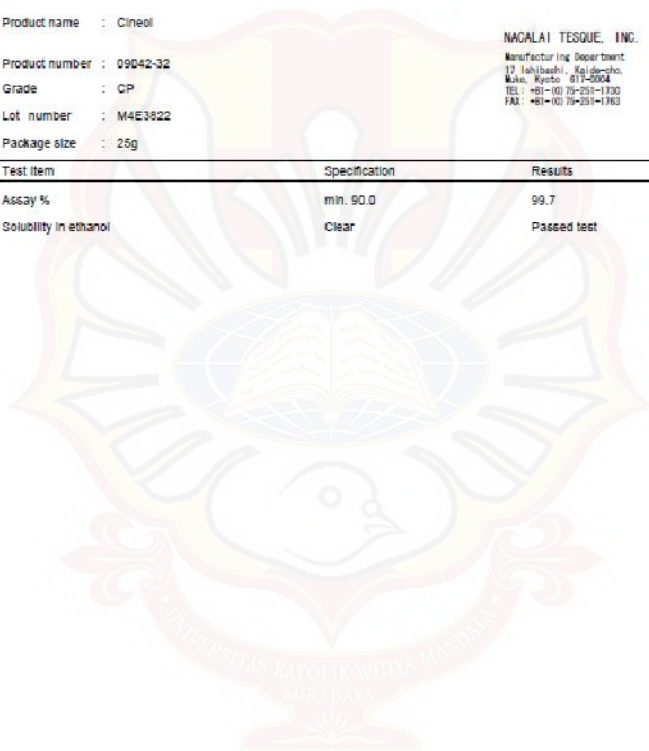 Product name : Cineol
NACALAI TESQUE, INC.
Manufacturing Department
17 Ishibashi, Kaide-cho,
Muko, Kyoto 617-0004
TEL : +81-(0)75-251-1730
FAX : +81-(0)75-251-1763
Product number : 09042-32
Grade : CP
Lot number : M4E3822
Package size : 25g
Test Item Specification Results
Assay % min. 90.0 99.7
Solubility in ethanol Clear Passed test
UNIVERSITAS KATOLIK WIDYA MANDALA
SURABAYA